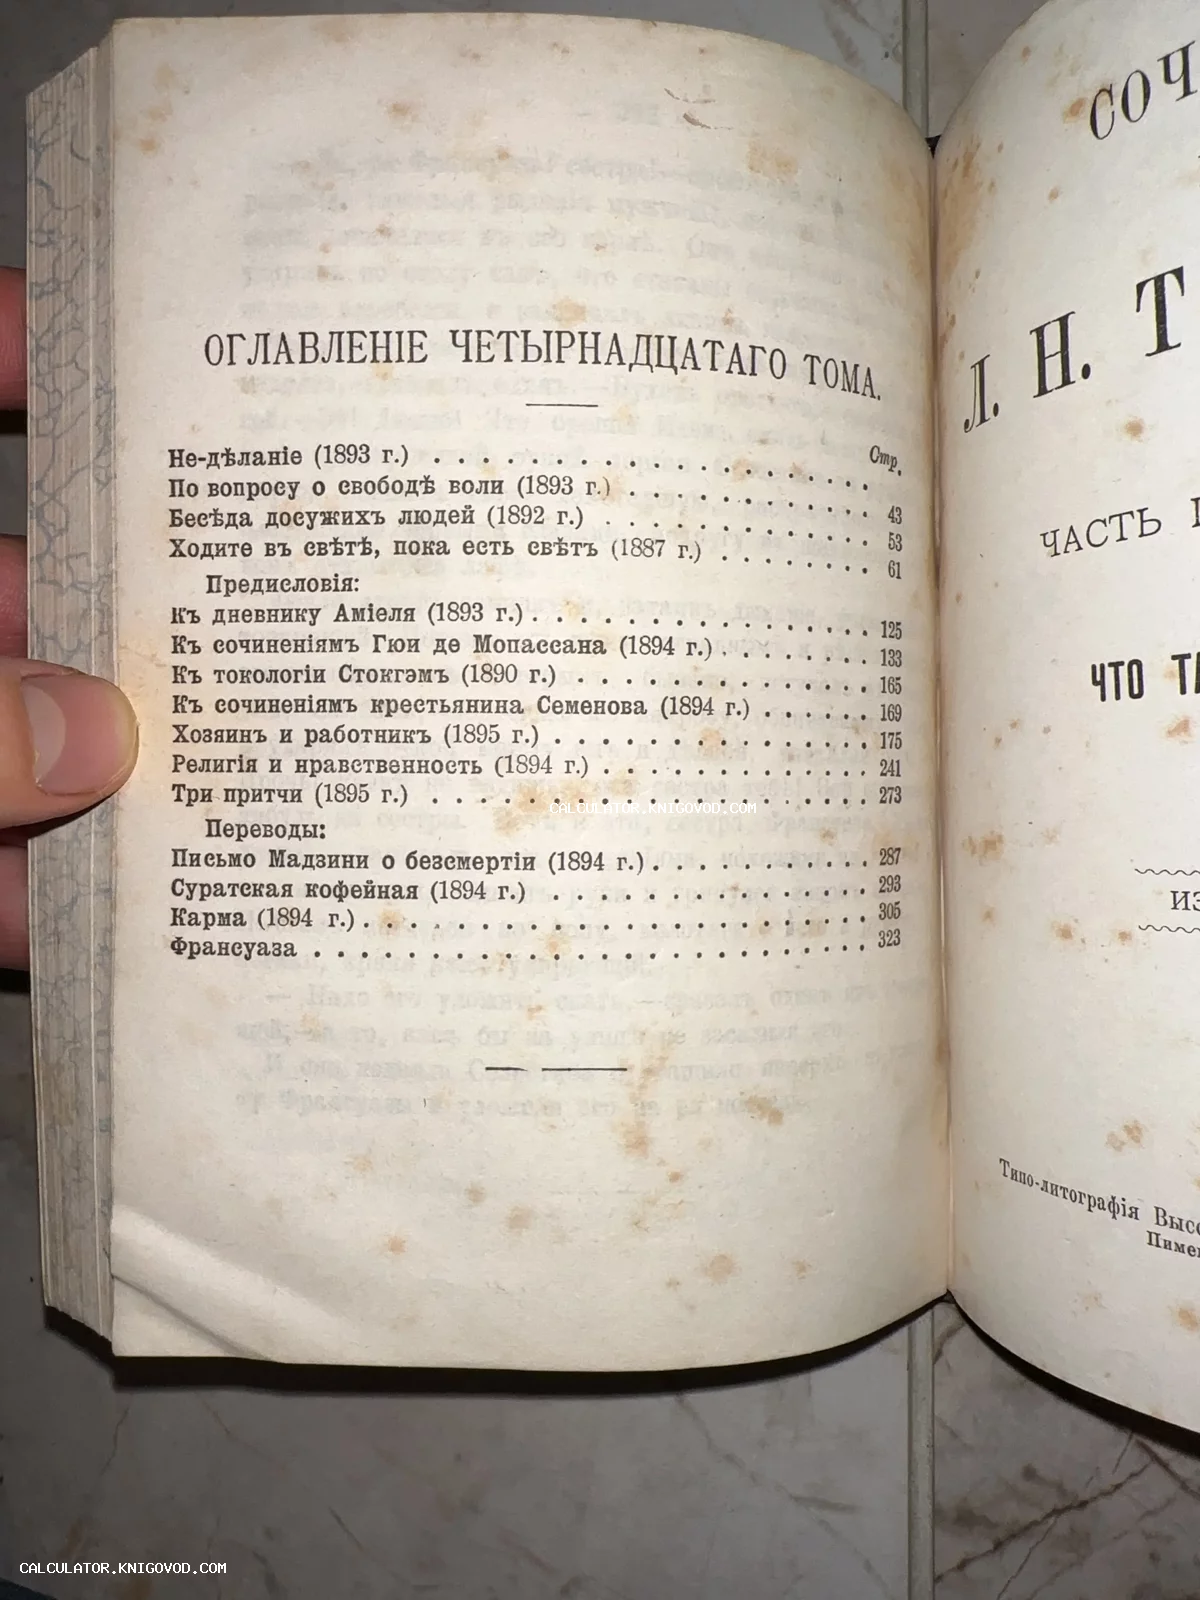 ОГЛАВЛЕНІЕ ЧЕТЫРНАДЦАТАГО ТОМА.
Стр.
Не-дѣланіе (1893 г.) . . . . . . . . . . . . . . . . . .
По вопросу о свободѣ воли (1893 г.) . . . . . . . . . . 43
Бесѣда досужихъ людей (1892 г.) . . . . . . . . . . . 53
Ходите въ свѣтѣ, пока есть свѣтъ (1887 г.) . . . . . . . . 61
Предисловія:
Къ дневнику Аміеля (1893 г.) . . . . . . . . . . . . . . 125
Къ сочиненіямъ Гюи де Мопассана (1894 г.) . . . . . . . . 133
Къ токологіи Стокгэмъ (1890 г.) . . . . . . . . . . . . 165
Къ сочиненіямъ крестьянина Семенова (1894 г.) . . . . . . 169
Хозяинъ и работникъ (1895 г.) . . . . . . . . . . . . . 175
Религія и нравственность (1894 г.) . . . . . . . . . . . 241
Три притчи (1895 г.) . . . . . . . . . . . . . . . . . . 273
CALCULATOR.KNIGOVOD.COM
Переводы:
Письмо Мадзини о безсмертіи (1894 г.) . . . . . . . . . . 287
Суратская кофейная (1894 г.) . . . . . . . . . . . . . . 293
Карма (1894 г.) . . . . . . . . . . . . . . . . . . . . . 305
Франсуаза . . . . . . . . . . . . . . . . . . . . . . . 323
СОЧ
Л. Н. Т
ЧАСТЬ
ЧТО ТА
ИЗ
Типо-литографія Высо
Пимен
CALCULATOR.KNIGOVOD.COM